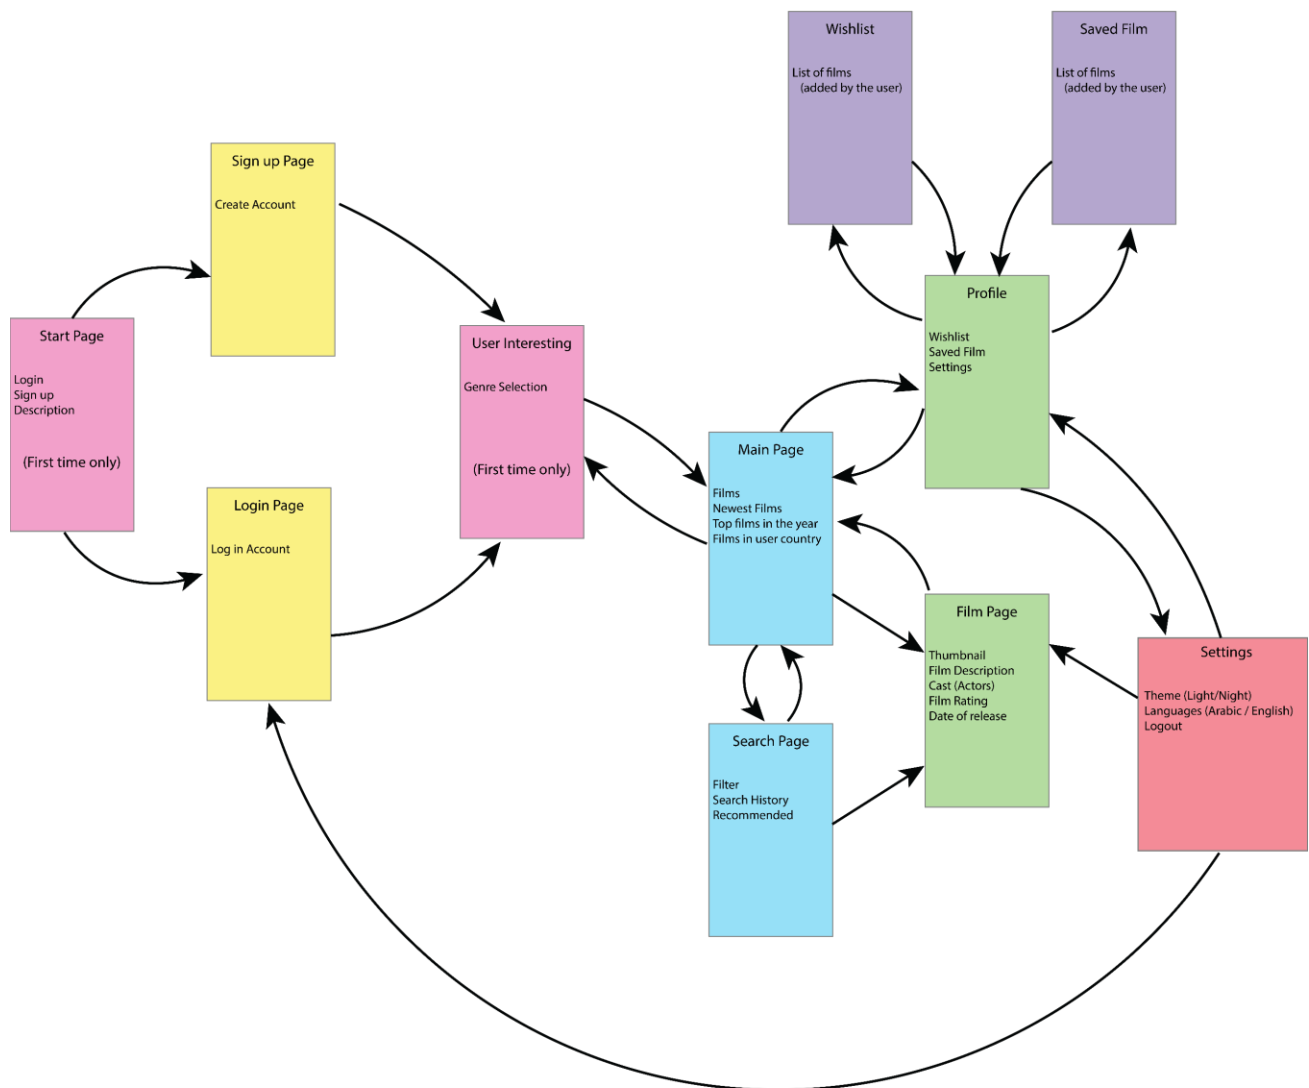 Wishlist
List of films
(added by the user)
Saved Film
List of films
(added by the user)
Sign up Page
Create Account
Start Page
Login
Sign up
Description
(First time only)
Login Page
Log in Account
User Interesting
Genre Selection
(First time only)
Profile
Wishlist
Saved Film
Settings
Main Page
Films
Newest Films
Top films in the year
Films in user country
Film Page
Thumbnail
Film Description
Cast (Actors)
Film Rating
Date of release
Settings
Theme (Light/Night)
Languages (Arabic / English)
Logout
Search Page
Filter
Search History
Recommended